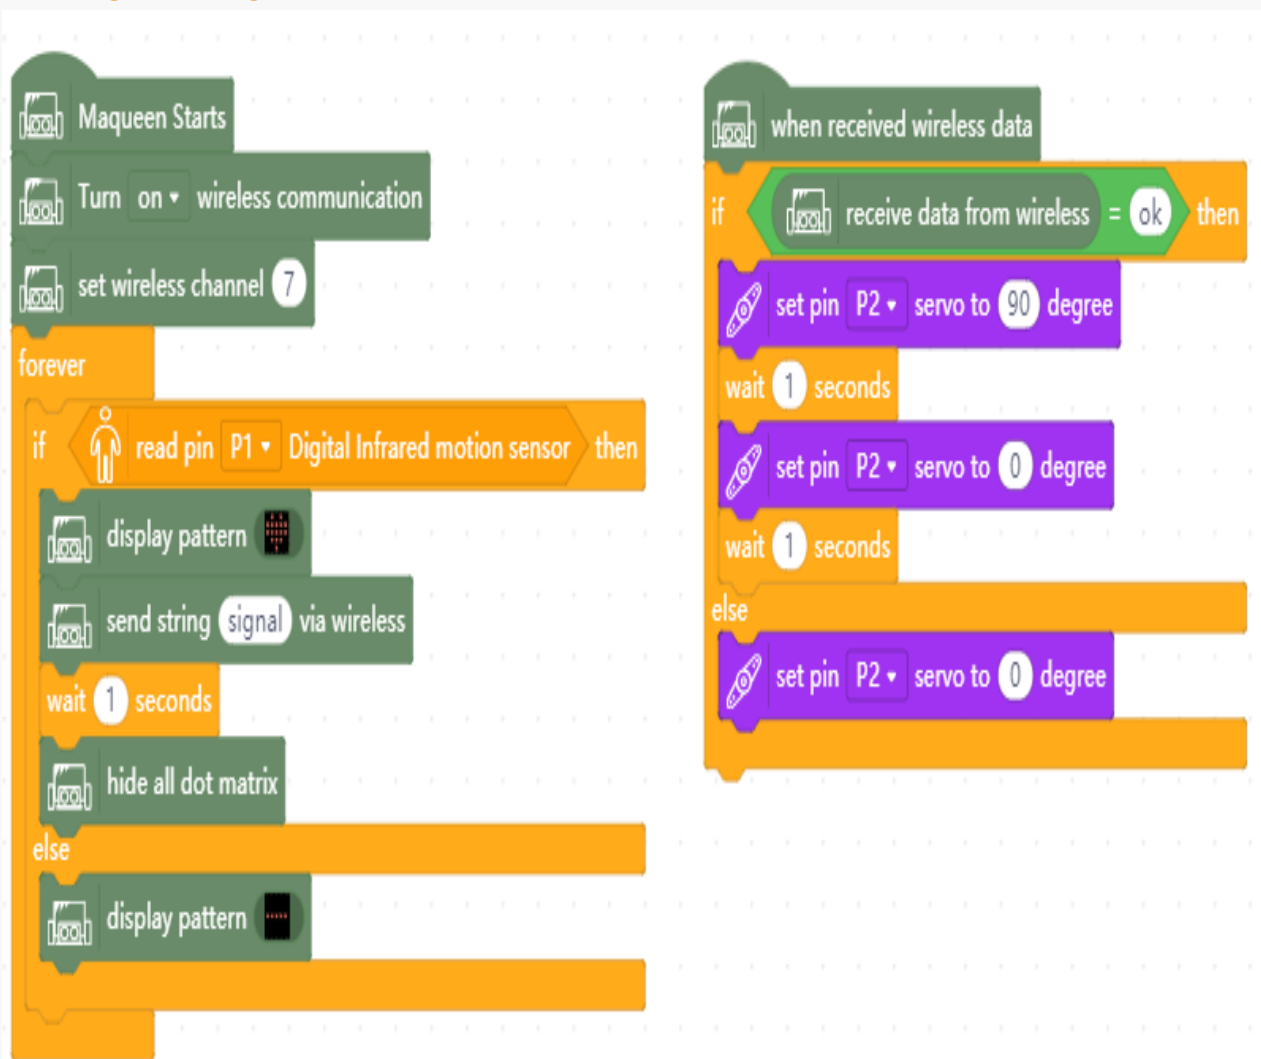 Maqueen Starts
Turn on wireless communication
set wireless channel 7
forever
if read pin P1 Digital Infrared motion sensor then
display pattern
send string signal via wireless
wait 1 seconds
hide all dot matrix
else
display pattern
when received wireless data
if receive data from wireless = ok then
set pin P2 servo to 90 degree
wait 1 seconds
set pin P2 servo to 0 degree
wait 1 seconds
else
set pin P2 servo to 0 degree